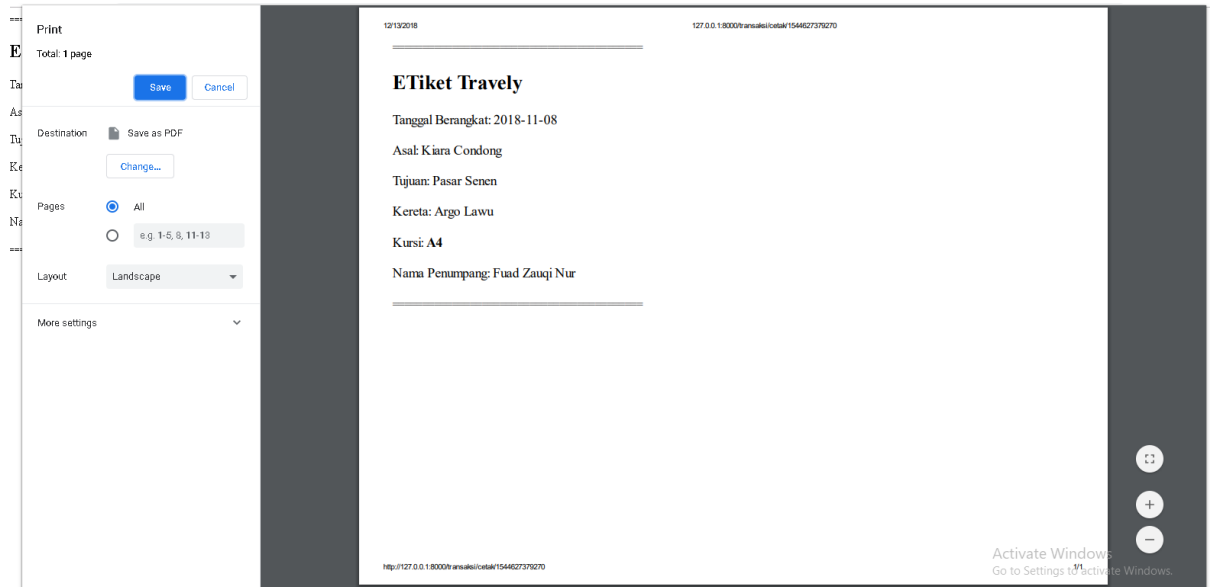 Print
Total: 1 page
Save Cancel
Destination Save as PDF
Change...
Pages All
e.g. 1-5, 8, 11-13
Layout Landscape
More settings
12/13/2018 127.0.0.1:8000/transaksi/cetak/1544627379270
ETiket Travely
Tanggal Berangkat: 2018-11-08
Asal: Kiara Condong
Tujuan: Pasar Senen
Kereta: Argo Lawu
Kursi: A4
Nama Penumpang: Fuad Zauqi Nur
http://127.0.0.1:8000/transaksi/cetak/1544627379270 1/1
Activate Windows
Go to Settings to activate Windows.